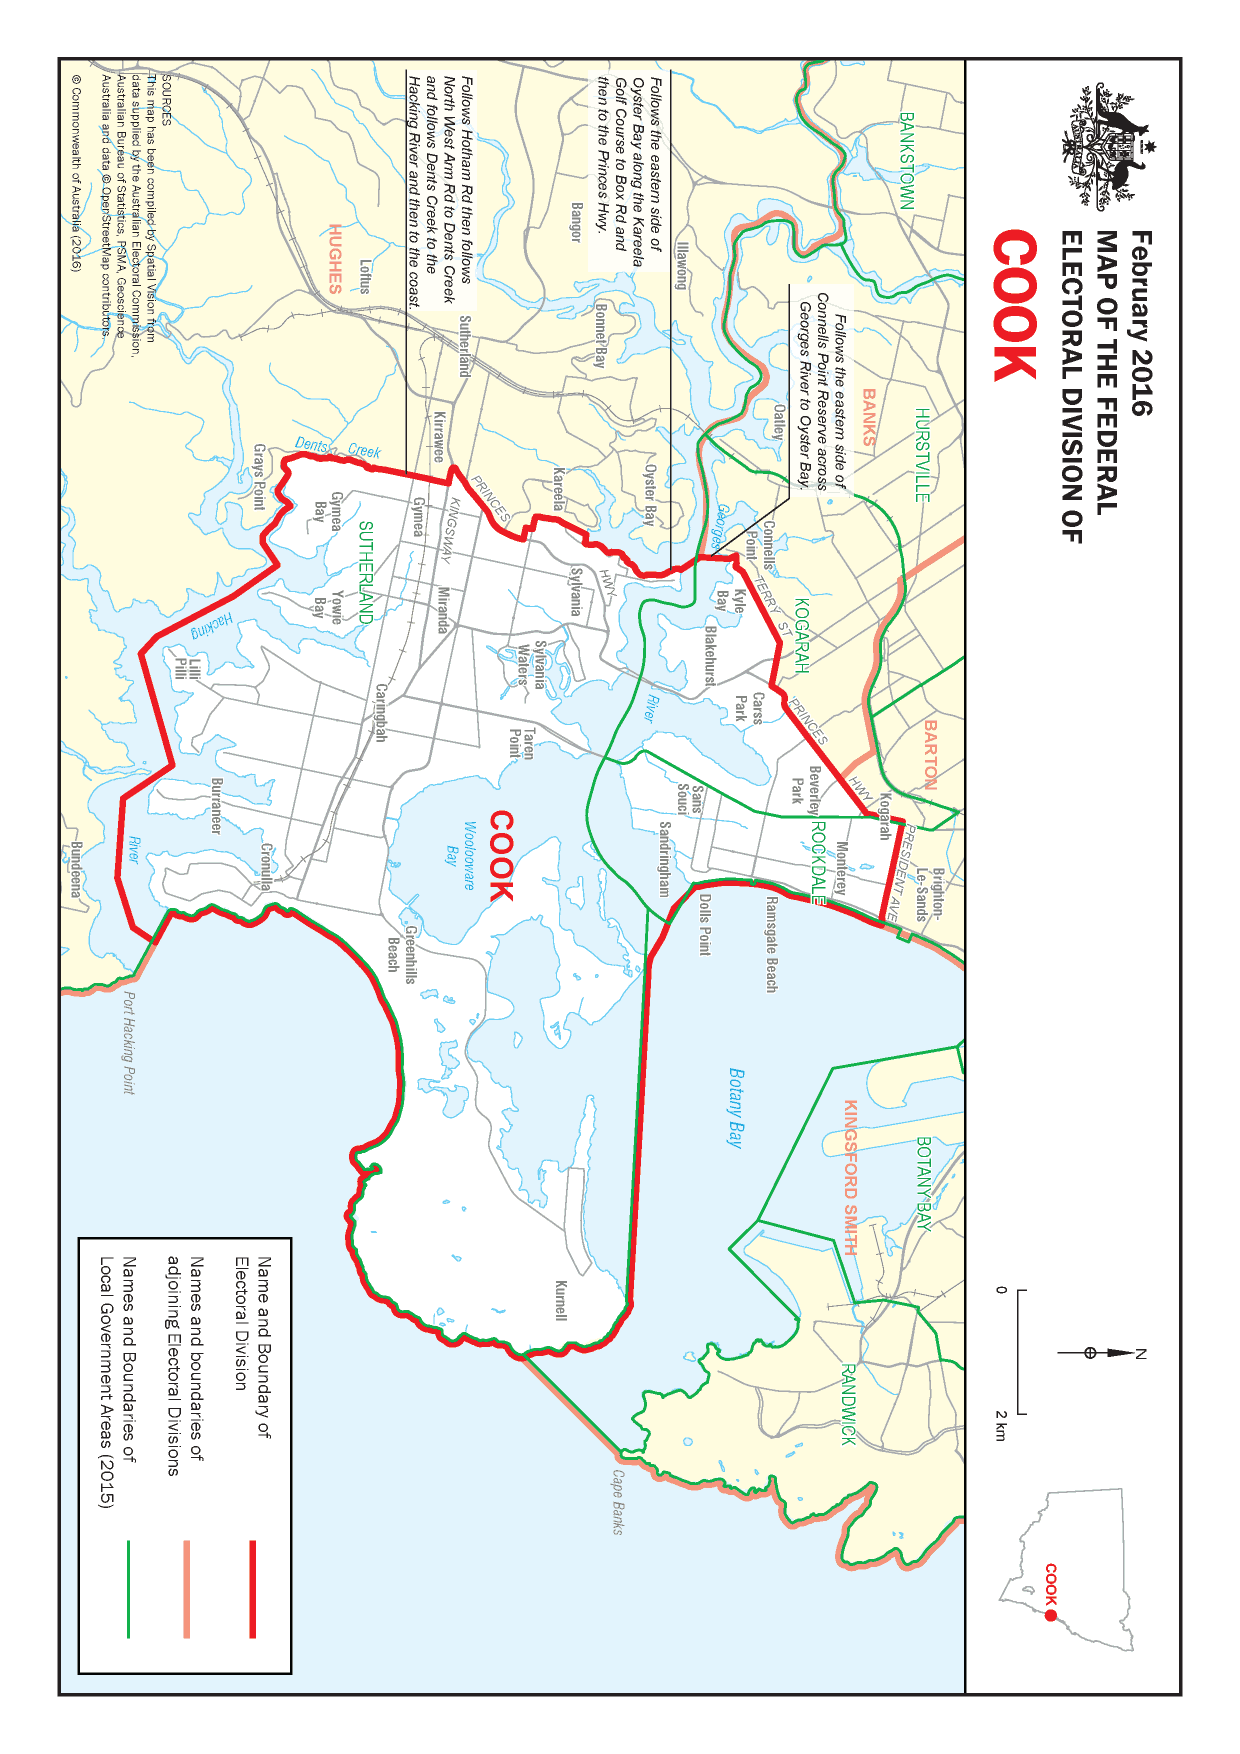 February 2016
MAP OF THE FEDERAL
ELECTORAL DIVISION OF
COOK
N
0
2 km
COOK
BANKSTOWN
HURSTVILLE
BANKS
KOGARAH
BARTON
ROCKDALE
BOTANY BAY
KINGSFORD SMITH
RANDWICK
SUTHERLAND
HUGHES
COOK
Follows the eastern side of
Connells Point Reserve across
Georges River to Oyster Bay.
Follows the eastern side of
Oyster Bay along the Kareela
Golf Course to Box Rd and
then to the Princes Hwy.
Follows Hotham Rd then follows
North West Arm Rd to Dents Creek
and follows Dents Creek to the
Hacking River and then to the coast.
Illawong
Bangor
Bonnet Bay
Oatley
Loftus
Sutherland
Kirrawee
Kareela
Oyster Bay
Connells
Point
Kyle
Bay
Blakehurst
Carss
Park
Beverley
Park
Kogarah
Monterey
Brighton-
Le-Sands
PRESIDENT AVE
PRINCES
HWY
TERRY ST
Georges
River
Sans
Souci
Sandringham
Dolls Point
Ramsgate Beach
Botany Bay
PRINCES
HWY
KINGSWAY
Sylvania
Sylvania
Waters
Taren
Point
Miranda
Gymea
Gymea
Bay
Yowie
Bay
Grays Point
Dents Creek
Hacking
River
Lilli
Pilli
Caringbah
Burraneer
Cronulla
Woolooware
Bay
Greenhills
Beach
Bundeena
Port Hacking Point
Kurnell
Cape Banks
SOURCES
This map has been compiled by Spatial Vision from
data supplied by the Australian Electoral Commission,
Australian Bureau of Statistics, PSMA, Geoscience
Australia and data © OpenStreetMap contributors.
© Commonwealth of Australia (2016)
Name and Boundary of
Electoral Division
Names and boundaries of
adjoining Electoral Divisions
Names and Boundaries of
Local Government Areas (2015)